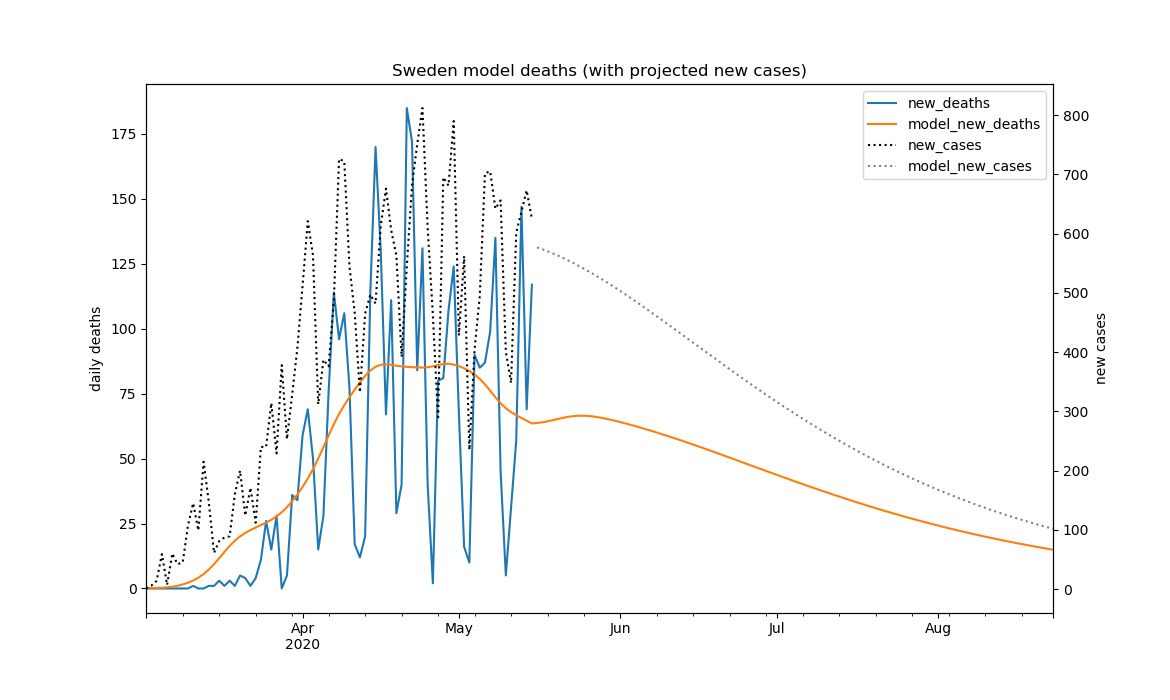 Sweden model deaths (with projected new cases)
new_deaths
model_new_deaths
new_cases
model_new_cases
daily deaths
175
150
125
100
75
50
25
0
800
700
600
500
400
300
200
100
0
new cases
Apr
2020
May
Jun
Jul
Aug